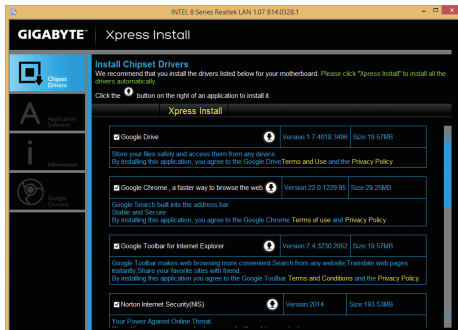 INTEL 8 Series Realtek LAN 1.07 B14.0328.1
GIGABYTE™ Xpress Install
Install Chipset Drivers
We recommend that you install the drivers listed below for your motherboard. Please click "Xpress Install" to install all the
drivers automatically.
Click the button on the right of an application to install it.
Xpress Install
Chipset
Drivers
Application
Software
Information
Google
Chrome
Google Drive Version:1.7.4018.3496 Size:19.57MB
Store your files safely and access them from any device.
By installing this application, you agree to the Google DriveTerms and Use and the Privacy Policy.
Google Chrome , a faster way to browse the web Version:22.0.1229.95 Size:29.25MB
Google Search built into the address bar
Stable and Secure
By installing this application, you agree to the Google Chrome Terms of use and Privacy Policy.
Google Toolbar for Internet Explorer Version:7.4.3230.2052 Size:19.57MB
Google Toolbar makes web browsing more convenient.Search from any website,Translate web pages
instantly,Share your favorite sites with friend.
By installing this application you agree to the Google Toolbar Terms and Conditions and the Privacy Policy.
Norton Internet Security(NIS) Version:2014 Size:193.53MB
Your Power Against Online Threat.